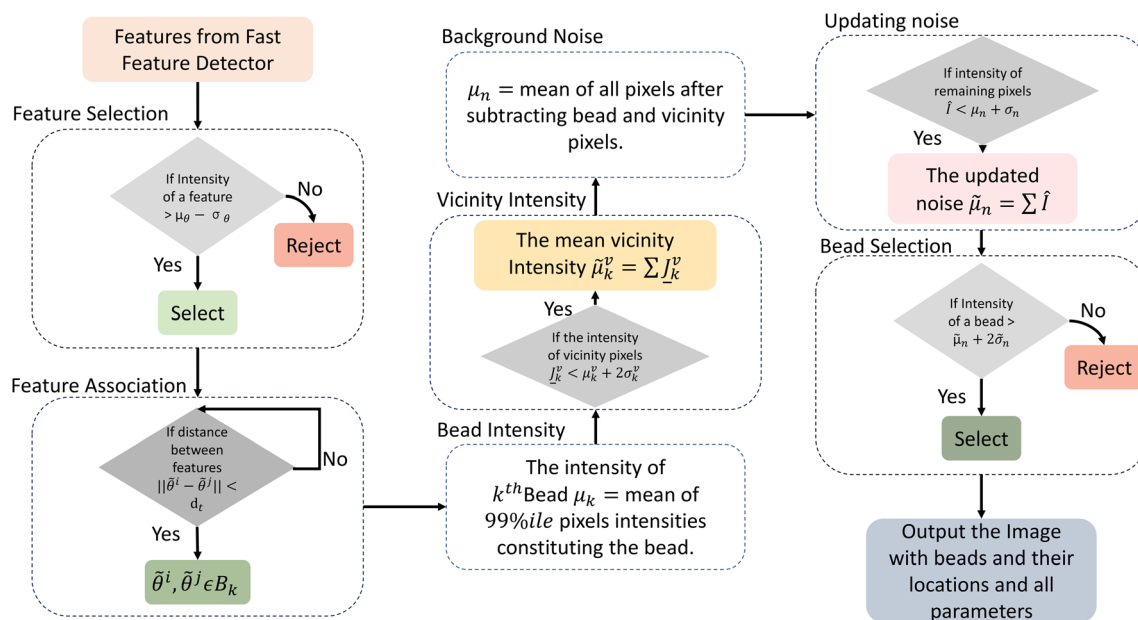 Features from Fast
Feature Detector
Feature Selection
If Intensity
of a feature
> μ_θ − σ_θ
No
Reject
Yes
Select
Feature Association
If distance
between
features
||θ̃^i − θ̃^j|| <
d_t
No
Yes
θ̃^i, θ̃^j ϵ B_k
Background Noise
μ_n = mean of all pixels after
subtracting bead and vicinity
pixels.
Vicinity Intensity
The mean vicinity
Intensity μ̃_k^v = ∑ J̲_k^v
Yes
If the intensity
of vicinity pixels
J̲_k^v < μ_k^v + 2σ_k^v
Bead Intensity
The intensity of
k^th Bead μ_k = mean of
99%ile pixels intensities
constituting the bead.
Updating noise
If intensity of
remaining pixels
Î < μ_n + σ_n
Yes
The updated
noise μ̃_n = ∑ Î
Bead Selection
If Intensity
of a bead >
μ̃_n + 2σ̃_n
No
Reject
Yes
Select
Output the Image
with beads and their
locations and all
parameters